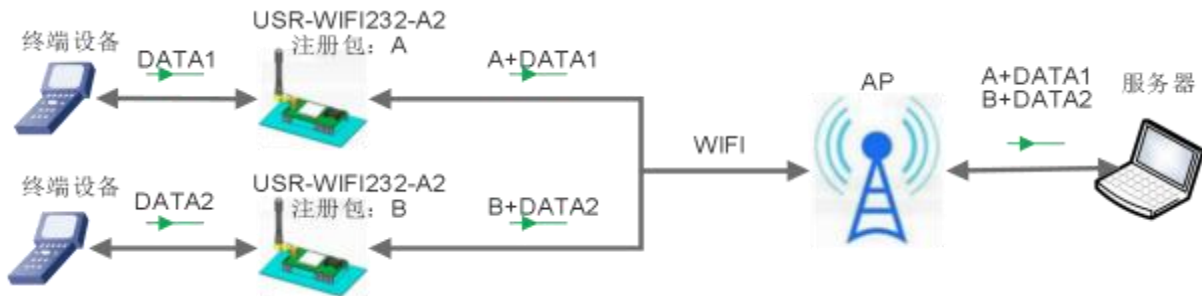 终端设备
DATA1
USR-WIFI232-A2
注册包：A
A+DATA1
AP
A+DATA1
B+DATA2
服务器
WIFI
终端设备
DATA2
USR-WIFI232-A2
注册包：B
B+DATA2